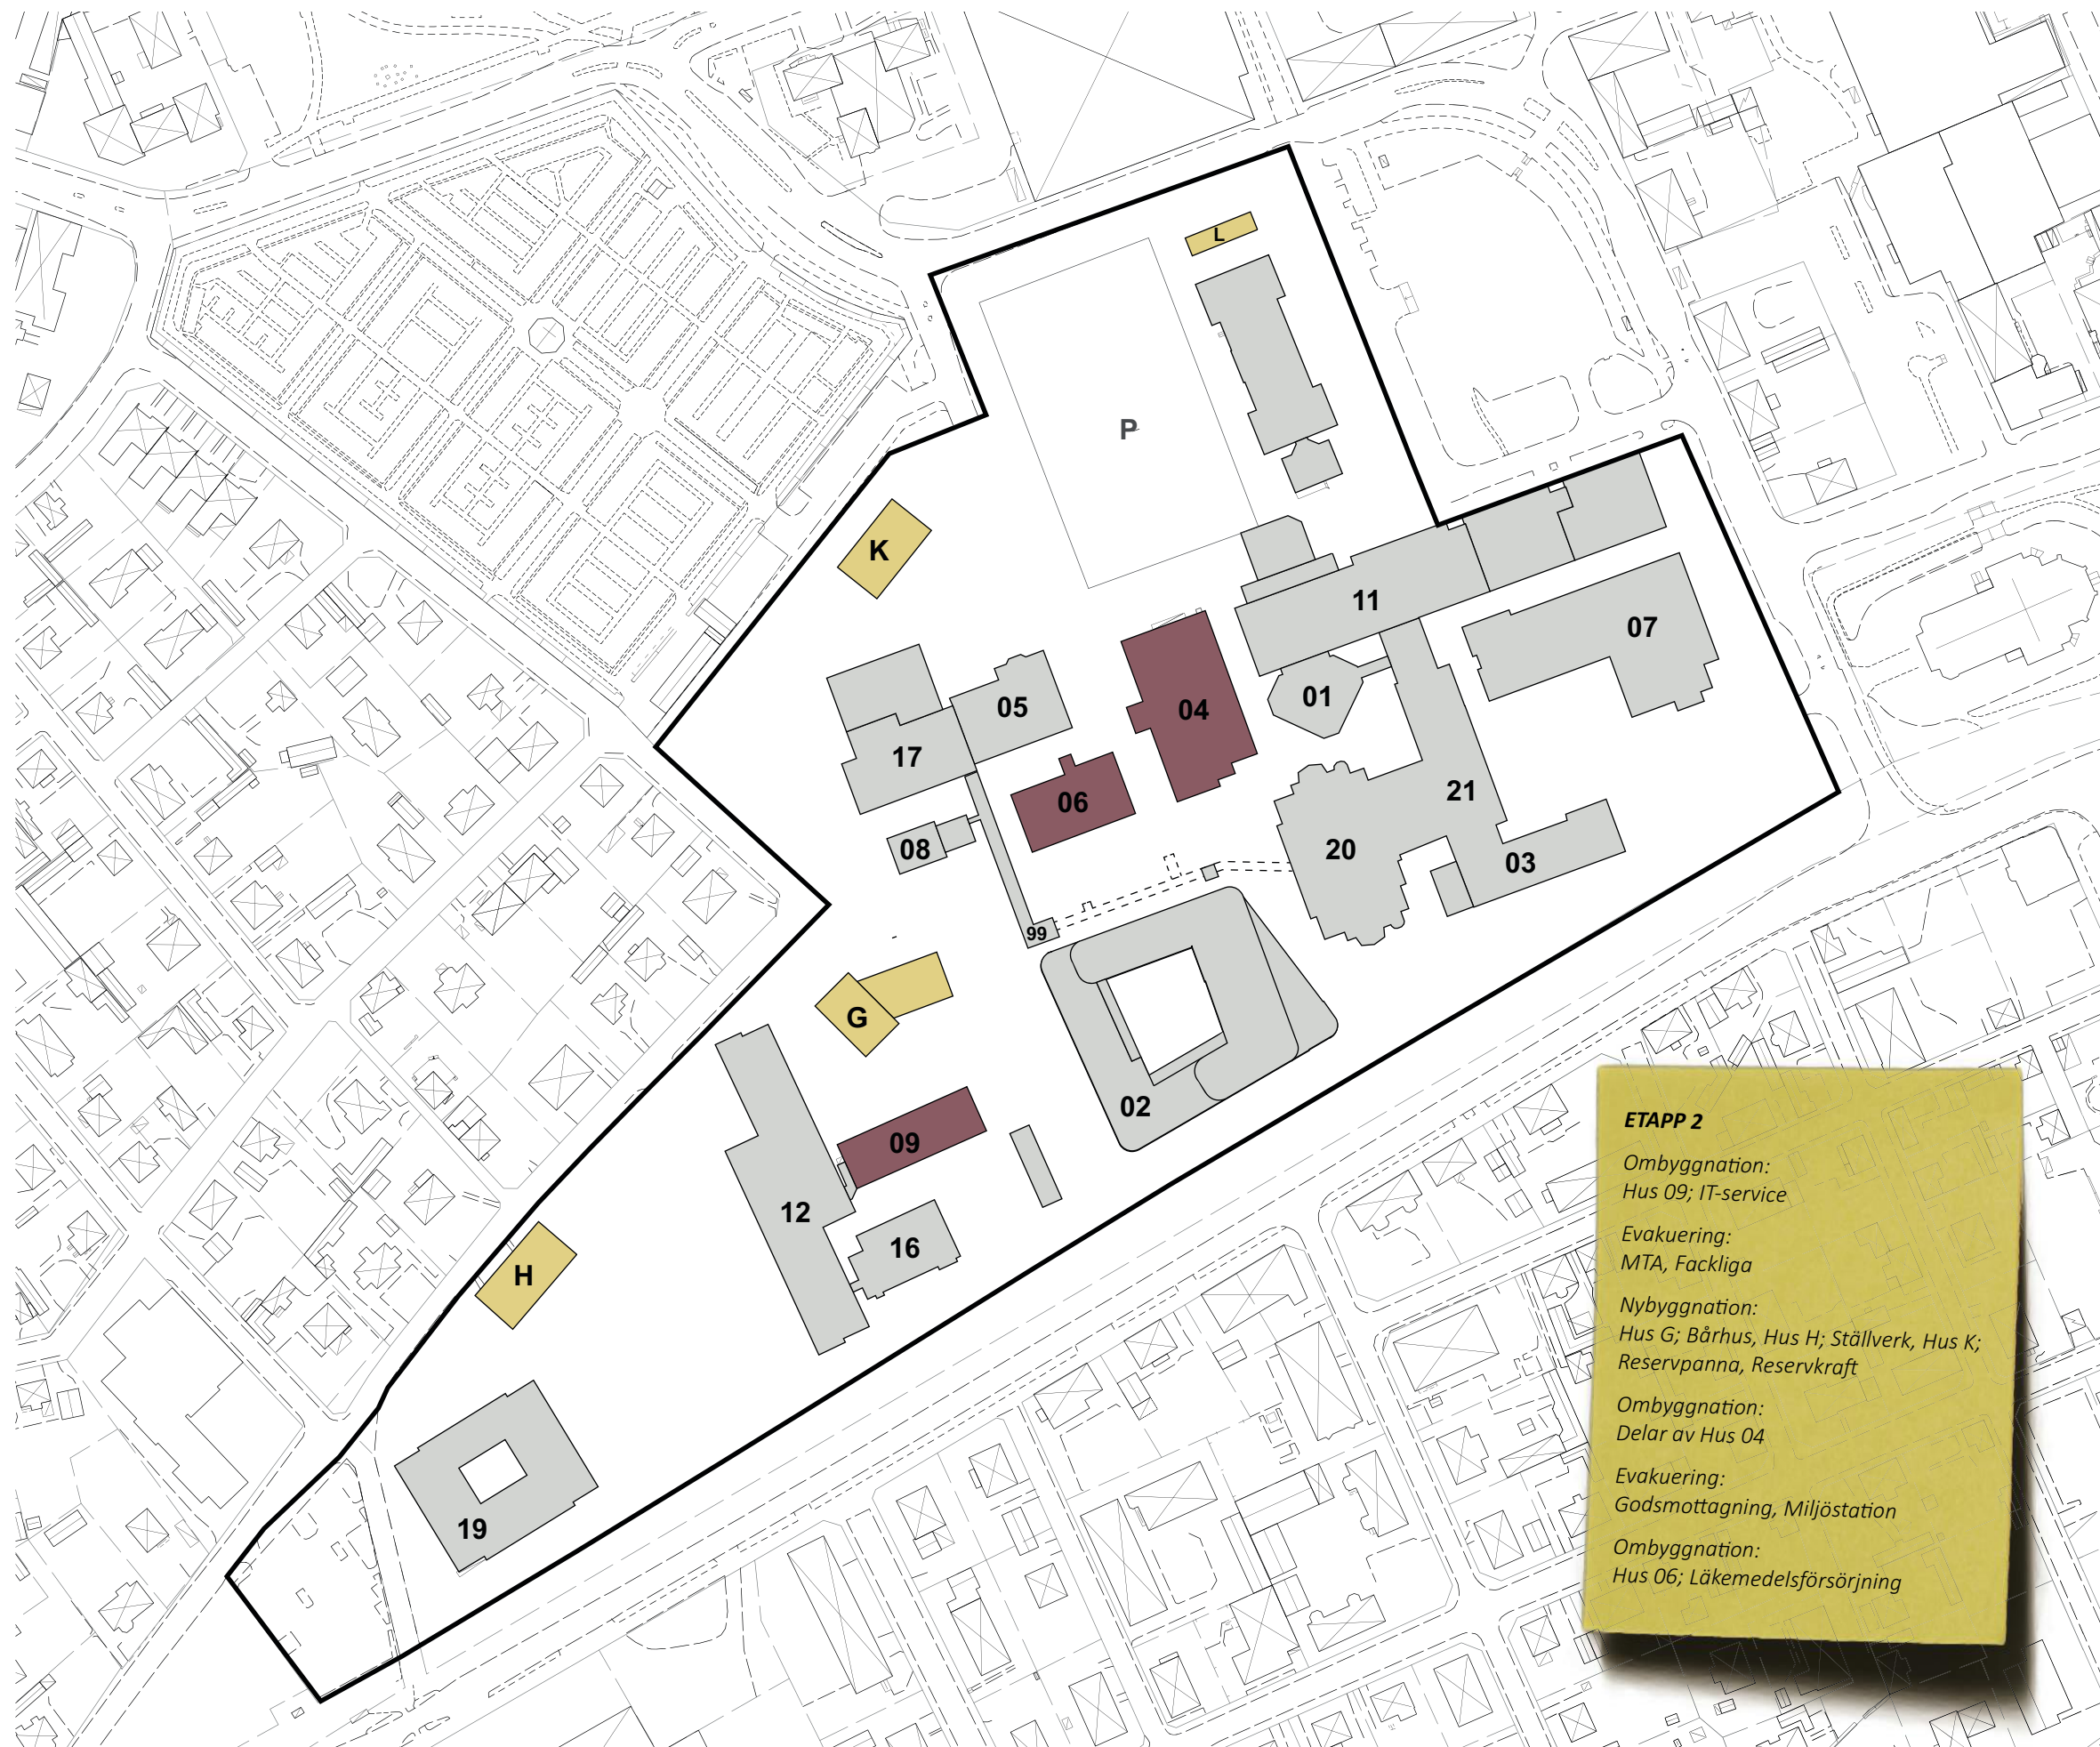 L
P
K
11
07
01
05
04
17
06
21
08
20
03
99
G
02
09
12
16
H
19
ETAPP 2
Ombyggnation:
Hus 09; IT-service
Evakuering:
MTA, Fackliga
Nybyggnation:
Hus G; Bårhus, Hus H; Ställverk, Hus K;
Reservpanna, Reservkraft
Ombyggnation:
Delar av Hus 04
Evakuering:
Godsmottagning, Miljöstation
Ombyggnation:
Hus 06; Läkemedelsförsörjning